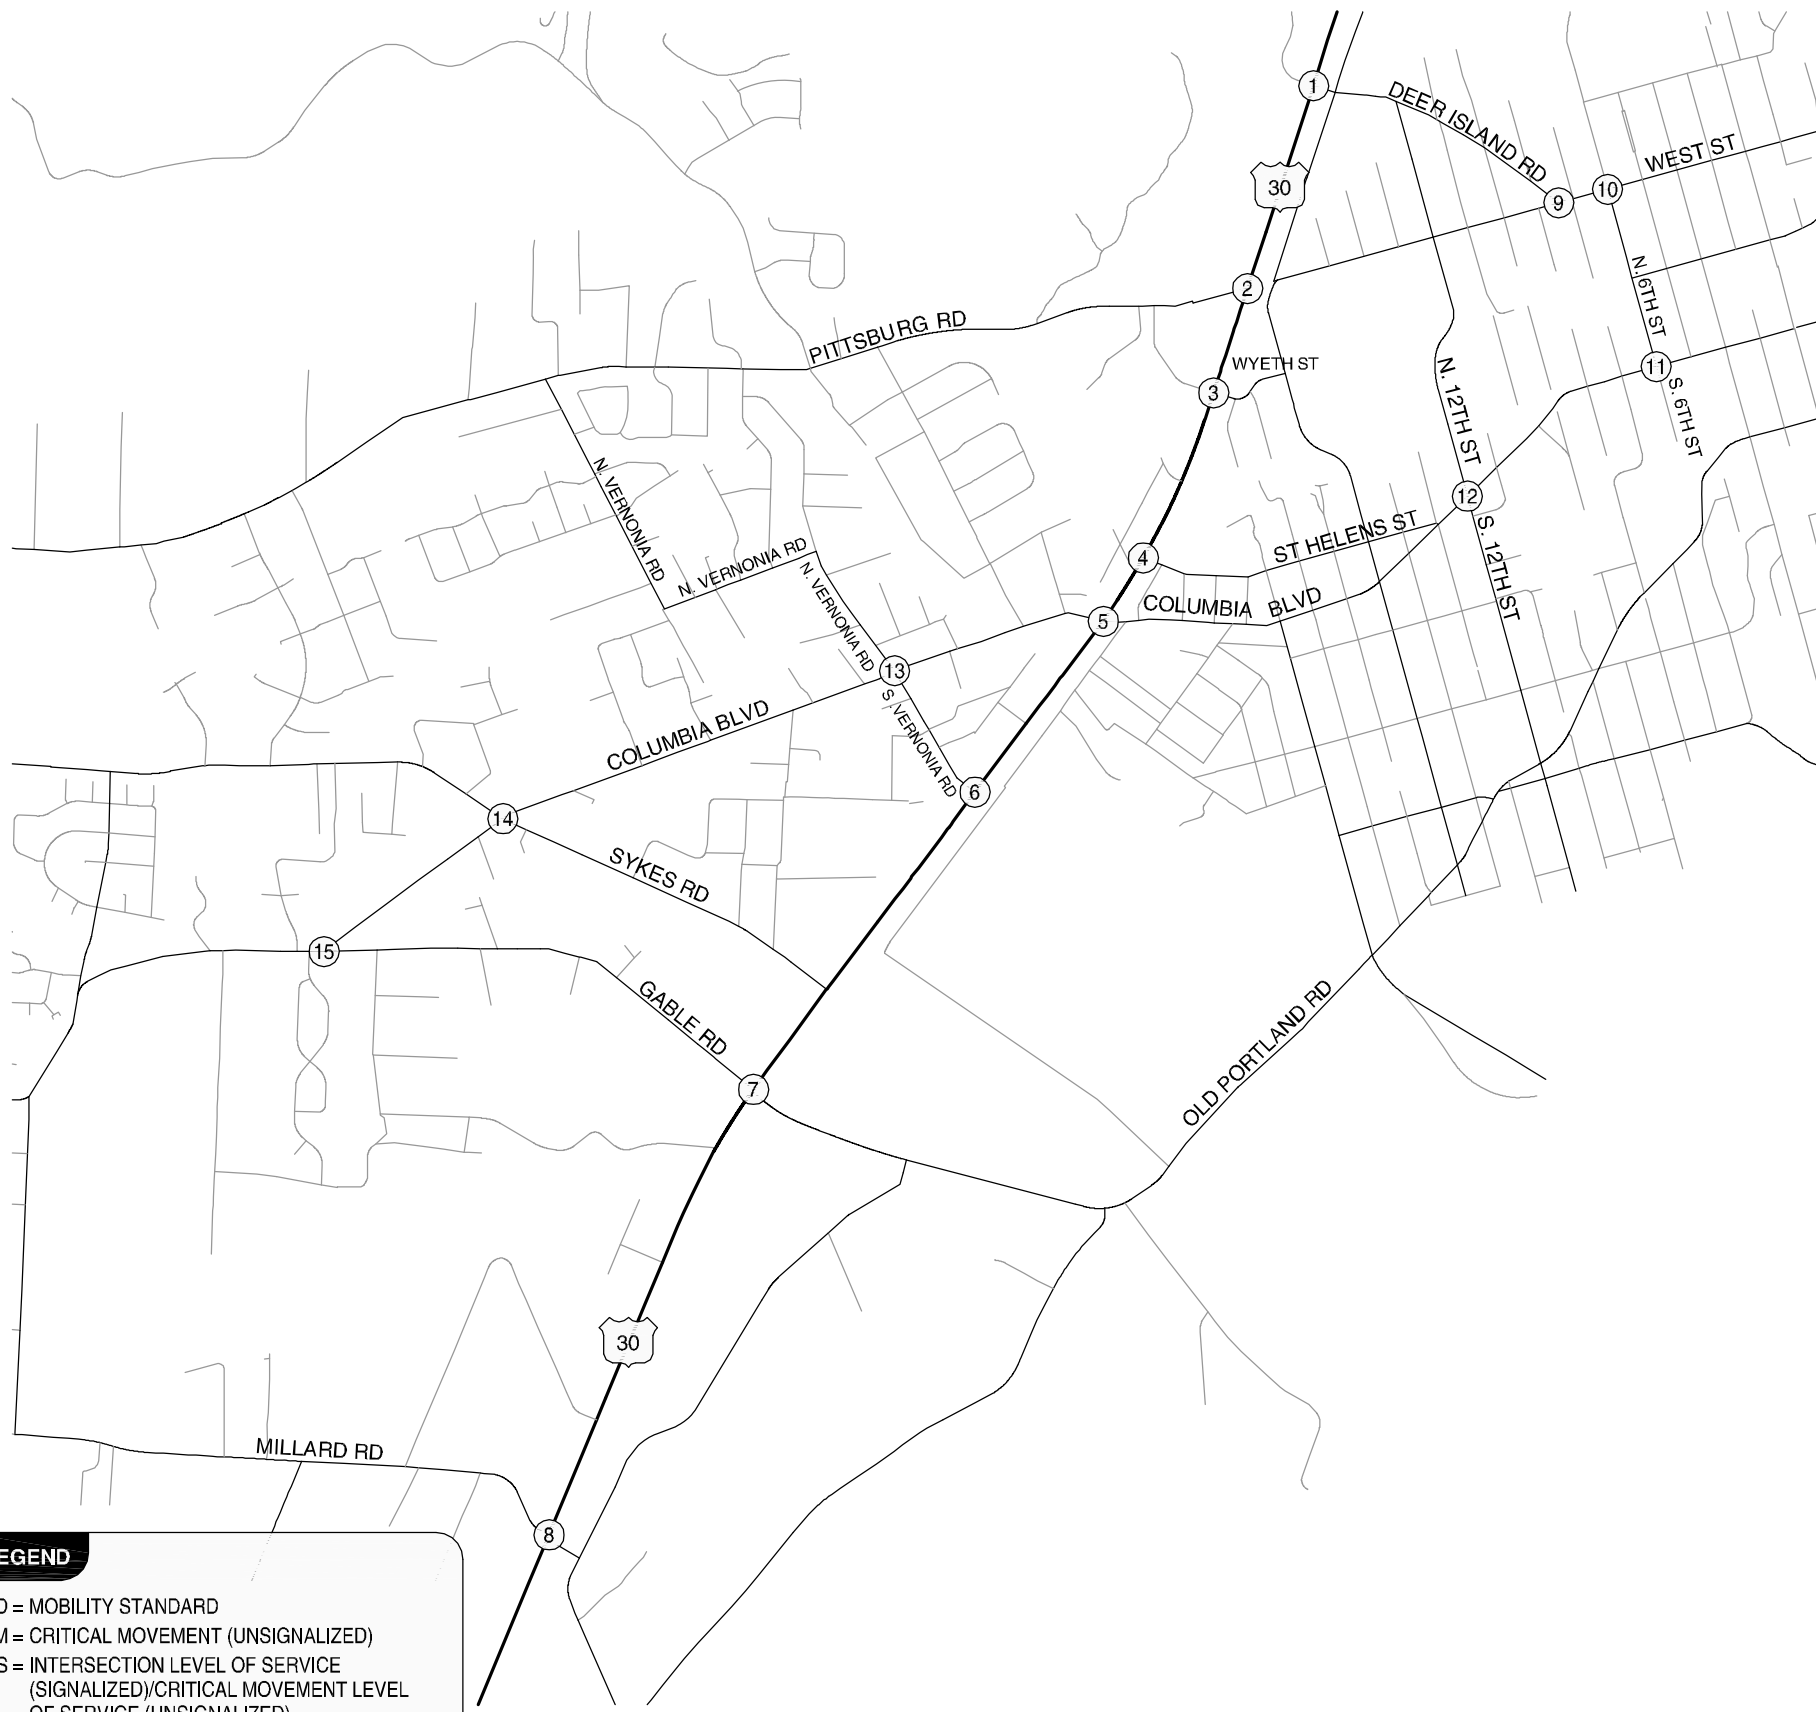 1
DEER ISLAND RD
WEST ST
30
10
9
N. 6TH ST
2
PITTSBURG RD
WYETH ST
3
11
N. 12TH ST
S. 6TH ST
N. VERNONIA RD
12
ST HELENS ST
S. 12TH ST
4
N. VERNONIA RD
N. VERNONIA RD
COLUMBIA BLVD
5
13
S. VERNONIA RD
COLUMBIA BLVD
6
14
SYKES RD
15
GABLE RD
OLD PORTLAND RD
7
30
MILLARD RD
8
EGEND
D = MOBILITY STANDARD
M = CRITICAL MOVEMENT (UNSIGNALIZED)
S = INTERSECTION LEVEL OF SERVICE
(SIGNALIZED)/CRITICAL MOVEMENT LEVEL
OF SERVICE (UNSIGNALIZED)